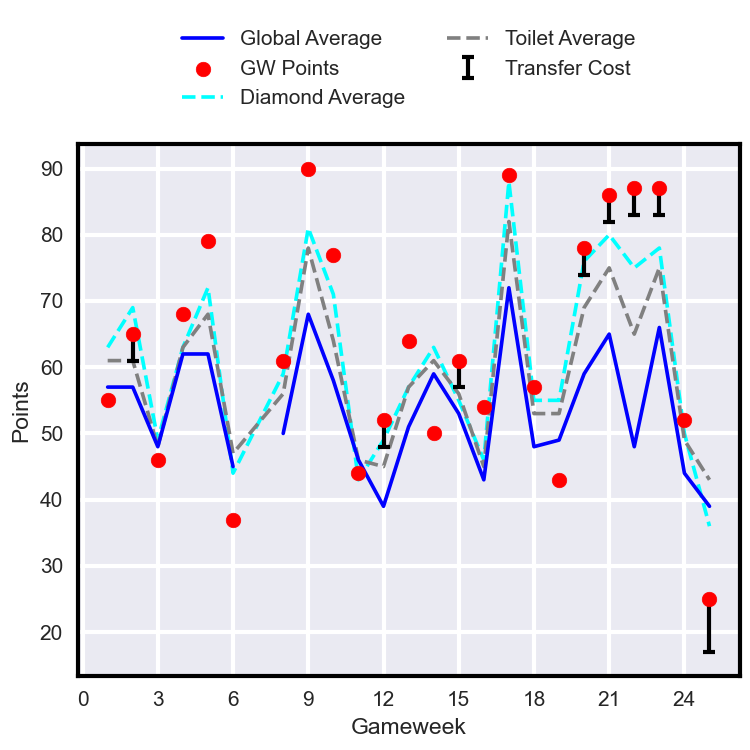 Global Average
GW Points
Diamond Average
Toilet Average
Transfer Cost
90
80
70
60
50
40
30
20
Points
0 3 6 9 12 15 18 21 24
Gameweek